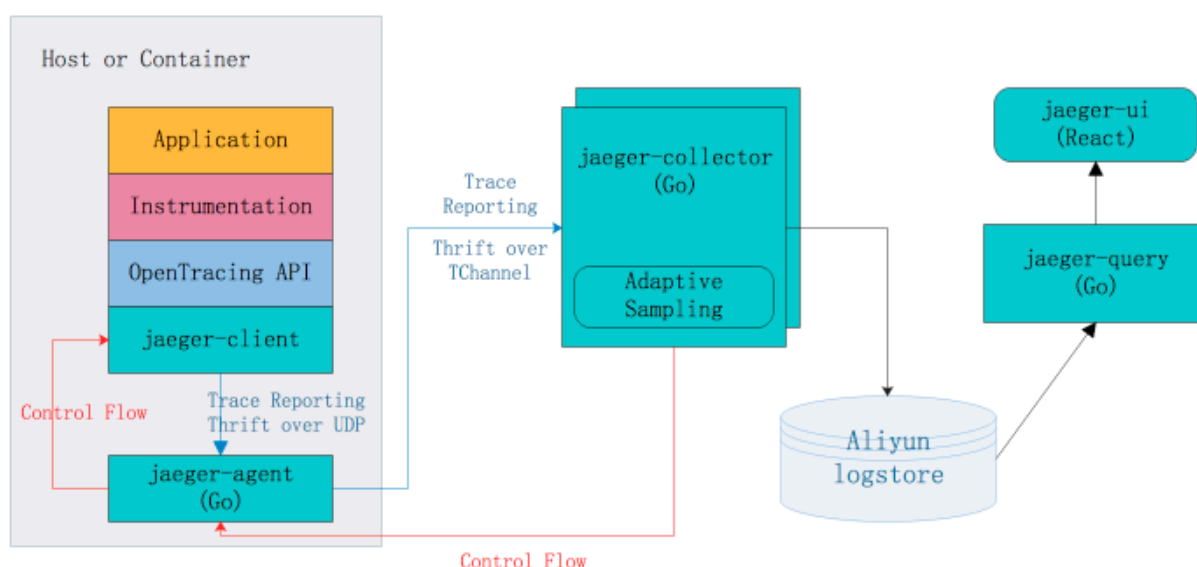 Host or Container
Application
Instrumentation
OpenTracing API
jaeger-client
Control Flow
Trace Reporting
Thrift over UDP
jaeger-agent
(Go)
Trace
Reporting
Thrift over
TChannel
jaeger-collector
(Go)
Adaptive
Sampling
Control Flow
Aliyun
logstore
jaeger-ui
(React)
jaeger-query
(Go)